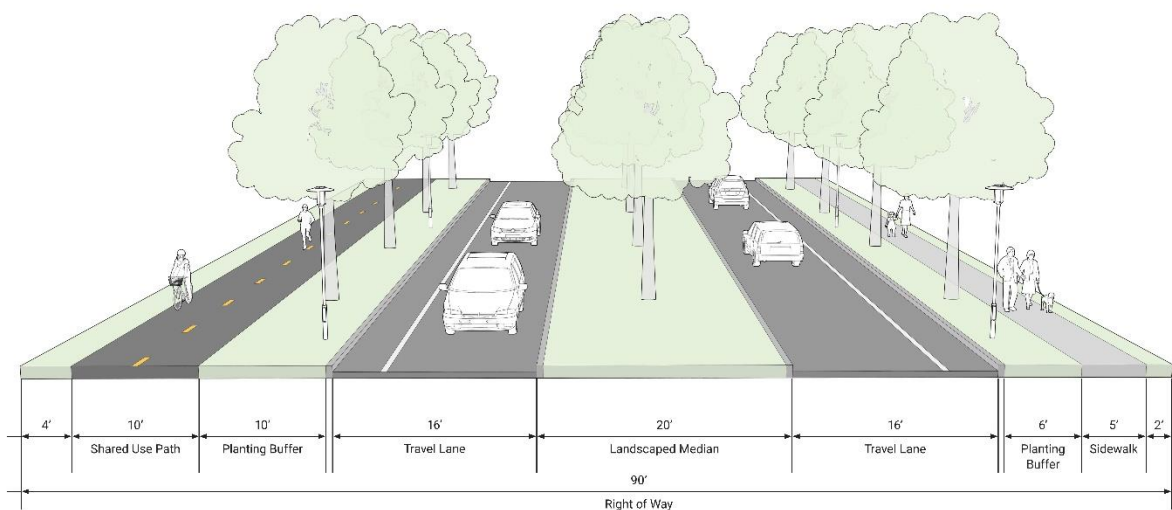 4’ 10’ 10’ 16’ 20’ 16’ 6’ 5’ 2’
Shared Use Path Planting Buffer Travel Lane Landscaped Median Travel Lane Planting Sidewalk
Buffer
90’
Right of Way